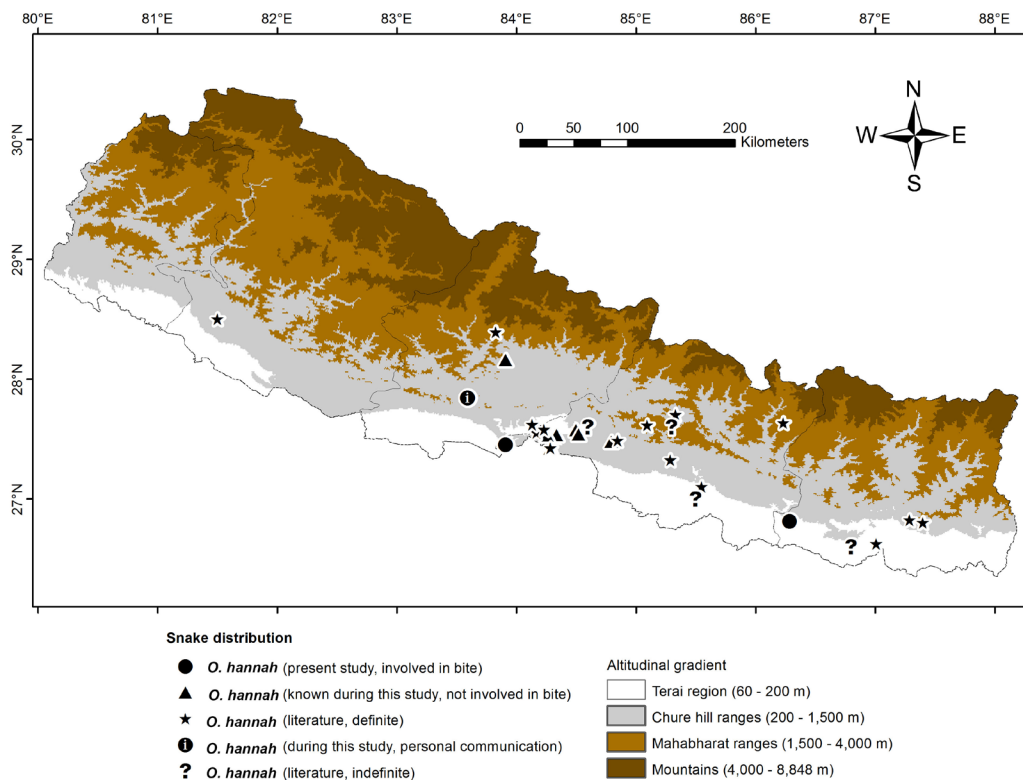 80°E 81°E 82°E 83°E 84°E 85°E 86°E 87°E 88°E
30°N
29°N
28°N
27°N
0 50 100 200
Kilometers
N
W E
S
i
?
?
?
?
Snake distribution
O. hannah (present study, involved in bite)
O. hannah (known during this study, not involved in bite)
O. hannah (literature, definite)
i O. hannah (during this study, personal communication)
? O. hannah (literature, indefinite)
Altitudinal gradient
Terai region (60 - 200 m)
Chure hill ranges (200 - 1,500 m)
Mahabharat ranges (1,500 - 4,000 m)
Mountains (4,000 - 8,848 m)